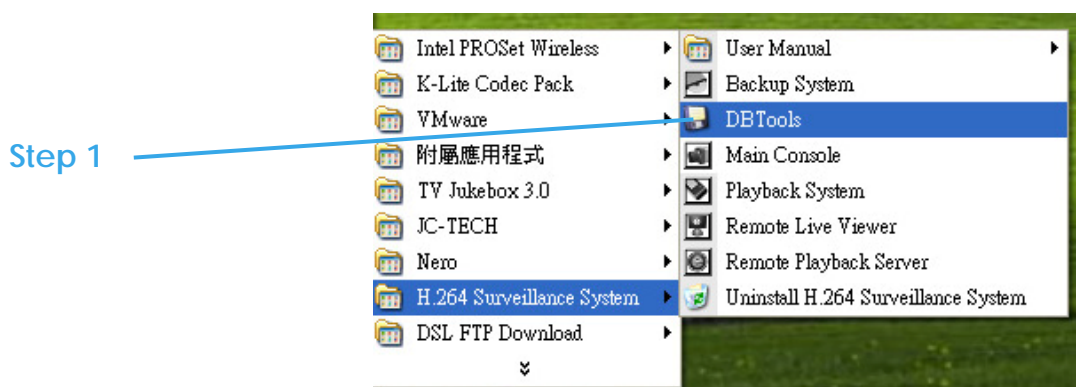 Step 1
Intel PROSet Wireless
K-Lite Codec Pack
VMware
附屬應用程式
TV Jukebox 3.0
JC-TECH
Nero
H.264 Surveillance System
DSL FTP Download
User Manual
Backup System
DBTools
Main Console
Playback System
Remote Live Viewer
Remote Playback Server
Uninstall H.264 Surveillance System